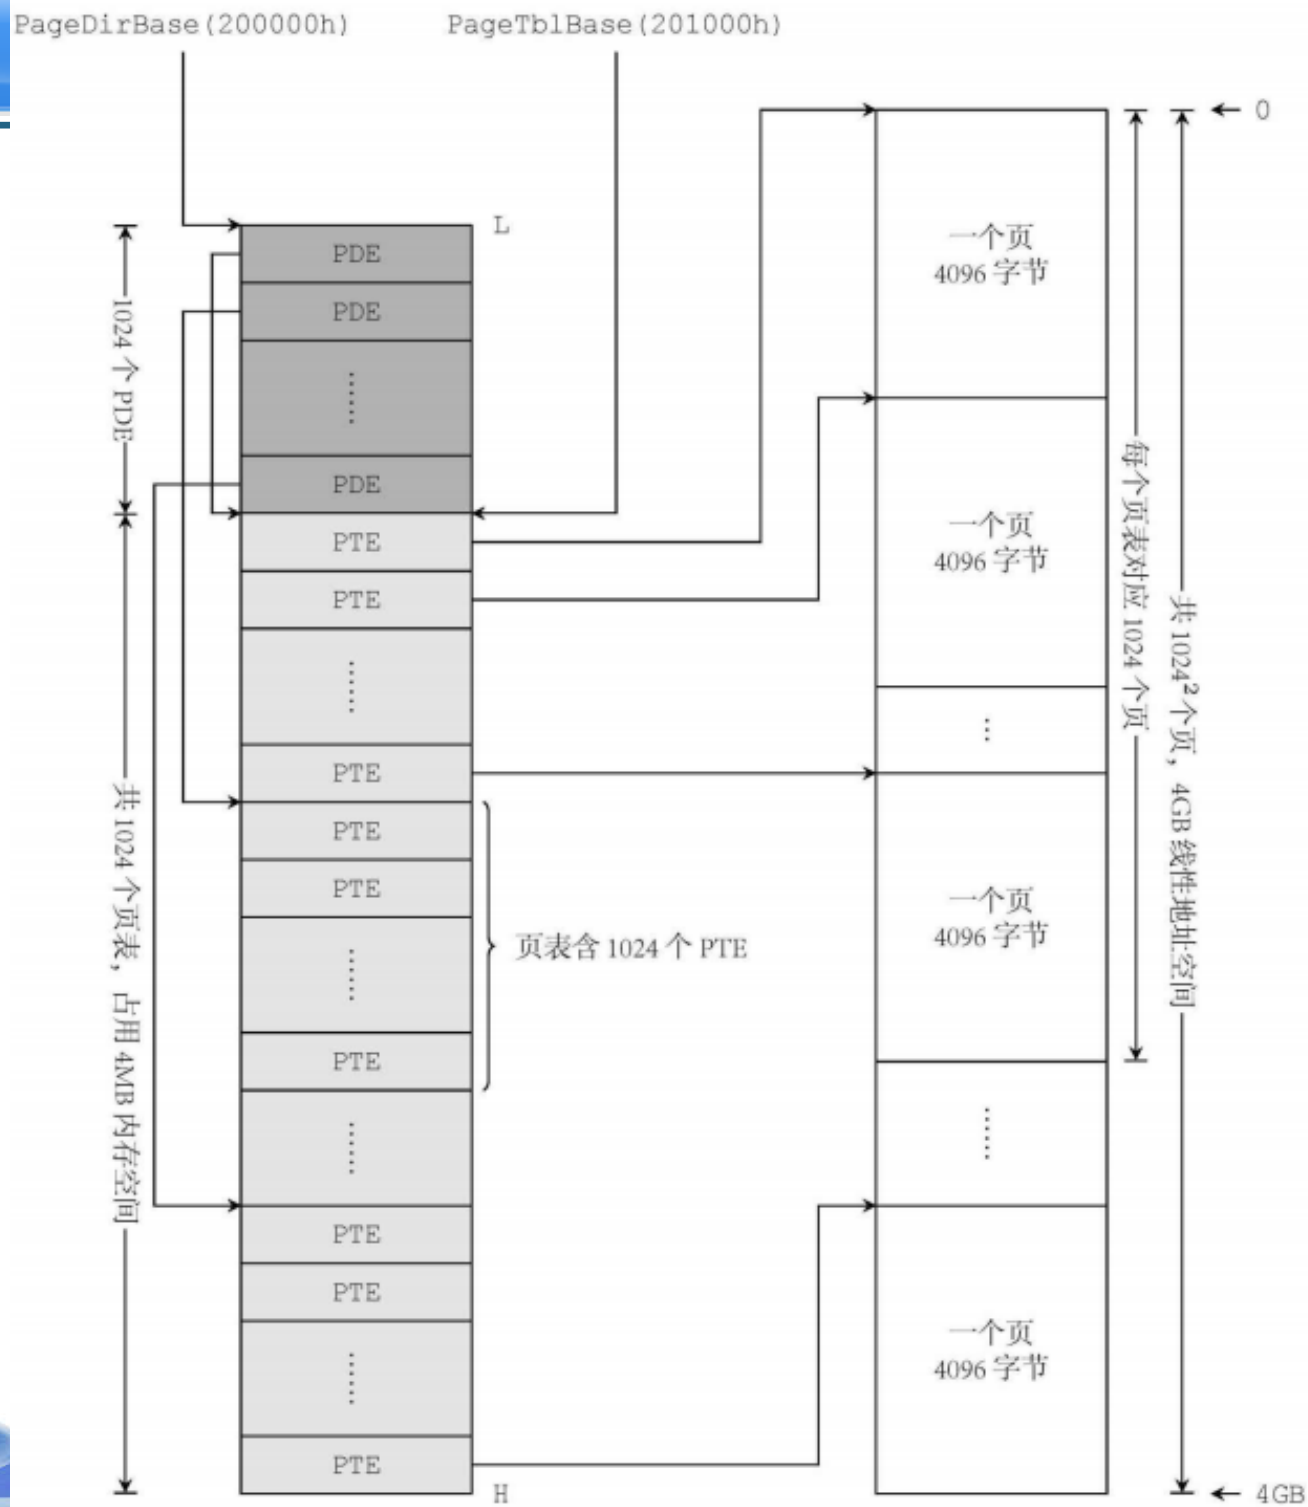 PageDirBase(200000h)
PageTblBase(201000h)
0
L
PDE
PDE
……
PDE
PTE
PTE
……
PTE
PTE
PTE
……
PTE
……
PTE
PTE
……
PTE
H
1024 个 PDE
共 1024 个页表，占用 4MB 内存空间
页表含 1024 个 PTE
一个页
4096 字节
一个页
4096 字节
…
一个页
4096 字节
……
一个页
4096 字节
每个页表对应 1024 个页
共 1024² 个页，4GB 线性地址空间
4GB